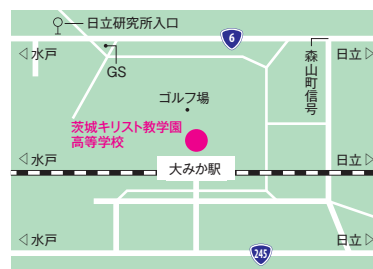 日立研究所入口
6
◁水戸
日立▷
GS
森山町信号
ゴルフ場
茨城キリスト教学園
高等学校
◁水戸
大みか駅
日立▷
◁水戸
日立▷
245